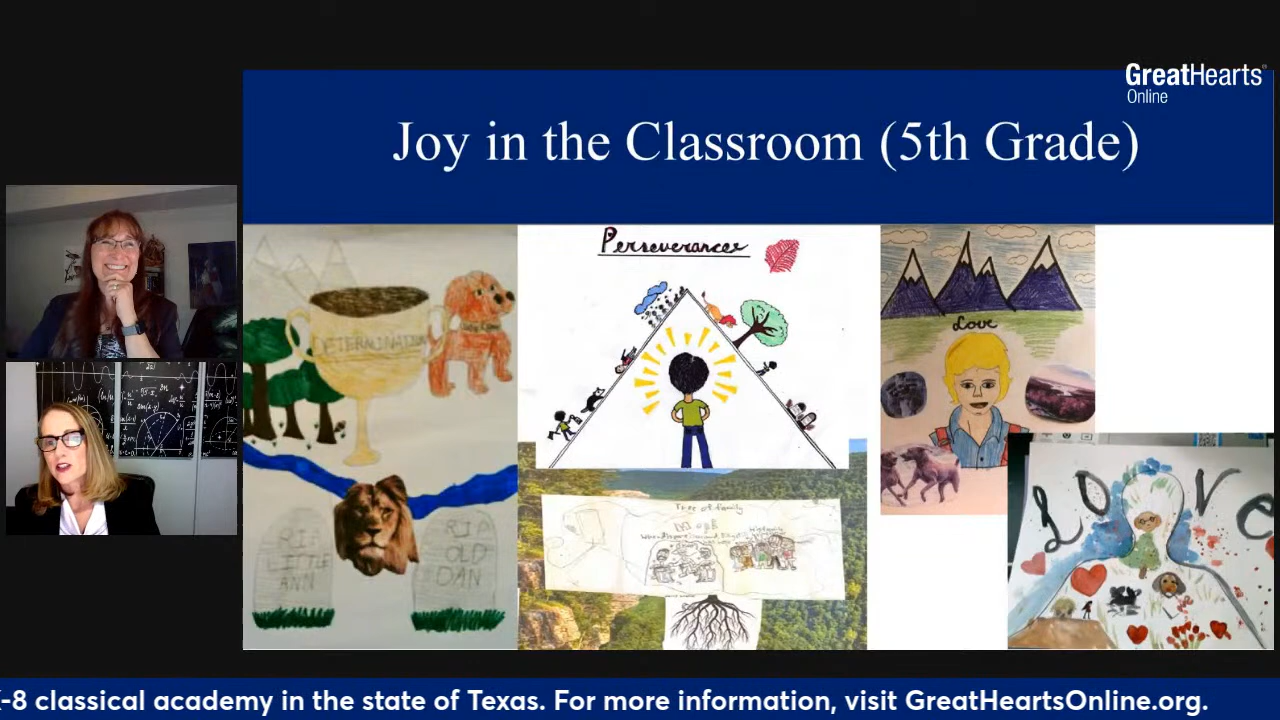 GreatHearts
Online
Joy in the Classroom (5th Grade)
DETERMINATION
RIP
LITTLE
ANN
RIP
OLD
DAN
Perseverance
Tree of family
Love
LOVE
-8 classical academy in the state of Texas. For more information, visit GreatHeartsOnline.org.